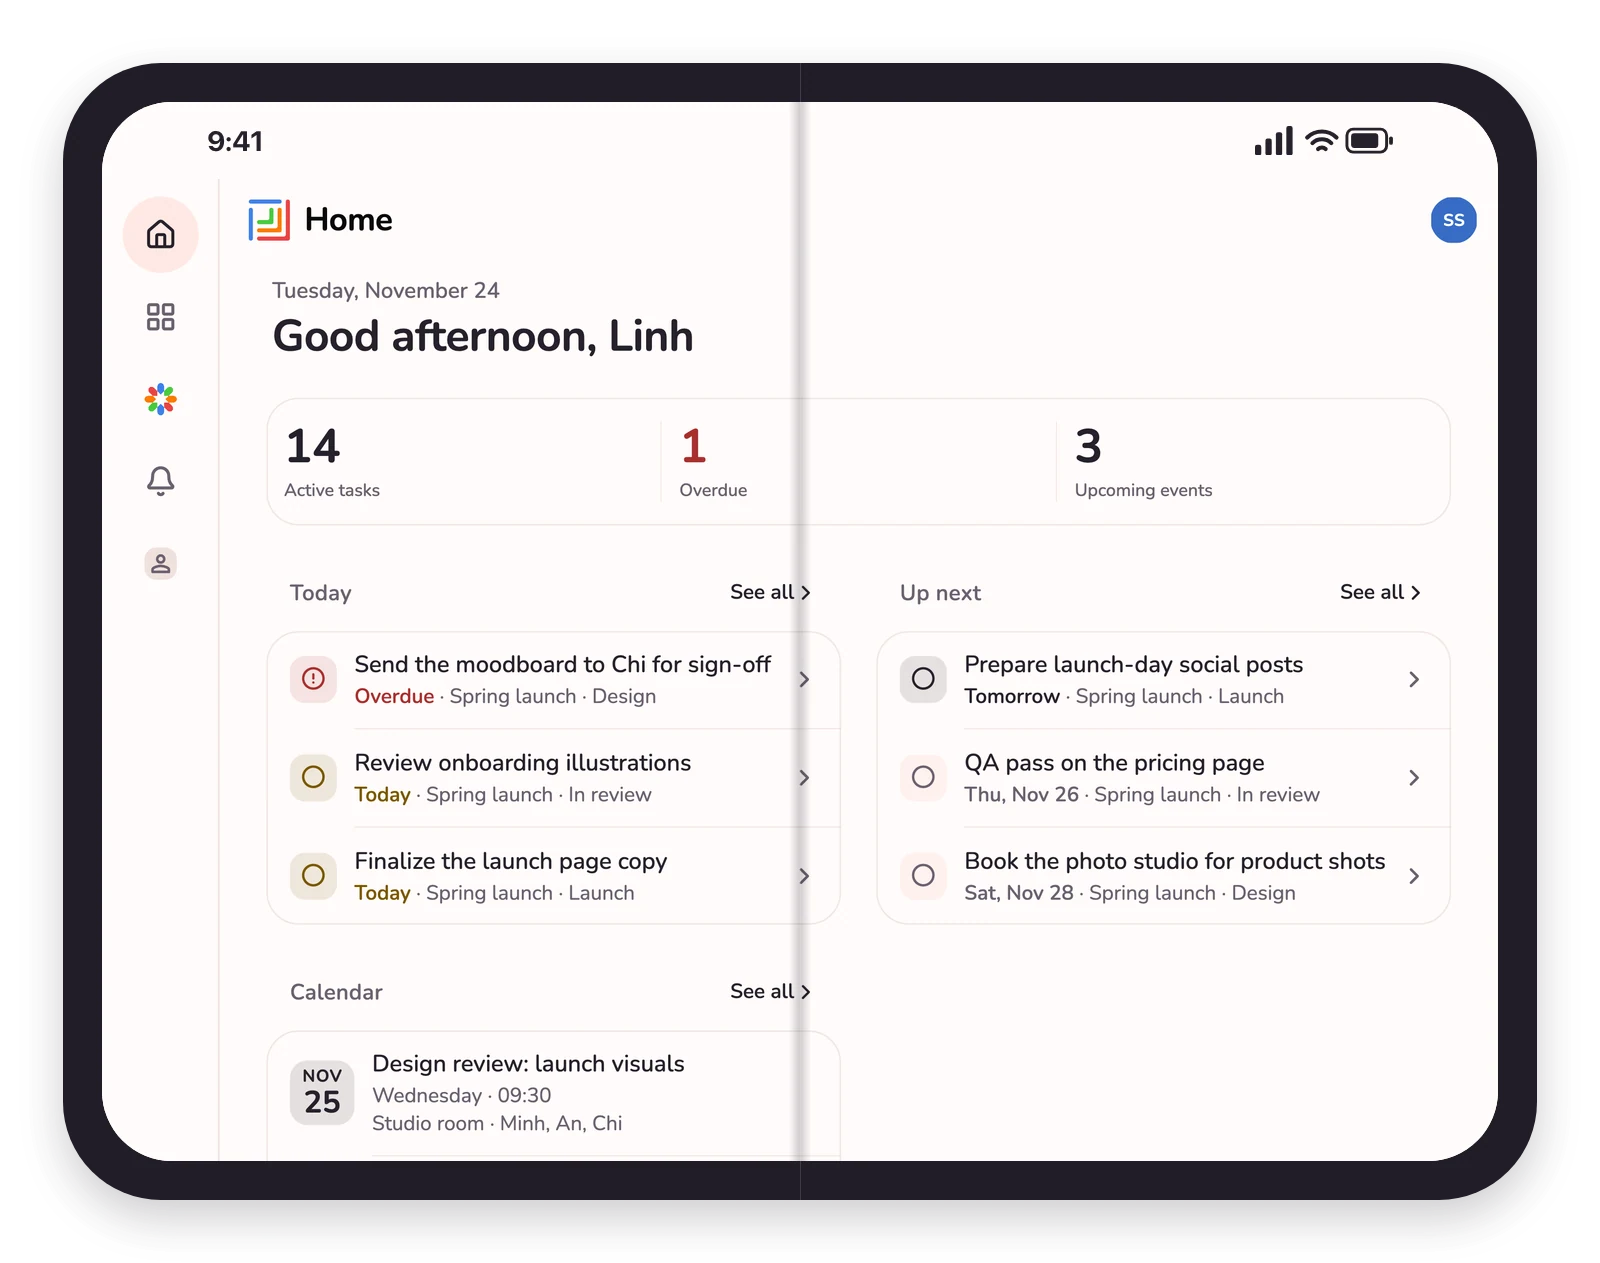 9:41
Home
SS
Tuesday, November 24
Good afternoon, Linh
14
Active tasks
1
Overdue
3
Upcoming events
Today
See all
Send the moodboard to Chi for sign-off
Overdue · Spring launch · Design
Review onboarding illustrations
Today · Spring launch · In review
Finalize the launch page copy
Today · Spring launch · Launch
Up next
See all
Prepare launch-day social posts
Tomorrow · Spring launch · Launch
QA pass on the pricing page
Thu, Nov 26 · Spring launch · In review
Book the photo studio for product shots
Sat, Nov 28 · Spring launch · Design
Calendar
See all
NOV
25
Design review: launch visuals
Wednesday · 09:30
Studio room · Minh, An, Chi